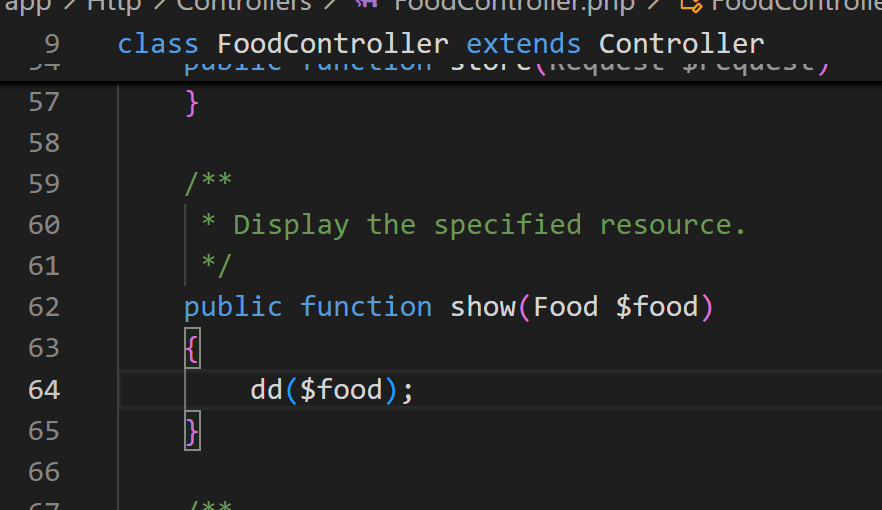 app > Http > Controllers > FoodController.php > FoodControlle
9 class FoodController extends Controller
54 public function store(Request $request)
57 }
58
59 /**
60 * Display the specified resource.
61 */
62 public function show(Food $food)
63 {
64 dd($food);
65 }
66
67 /**